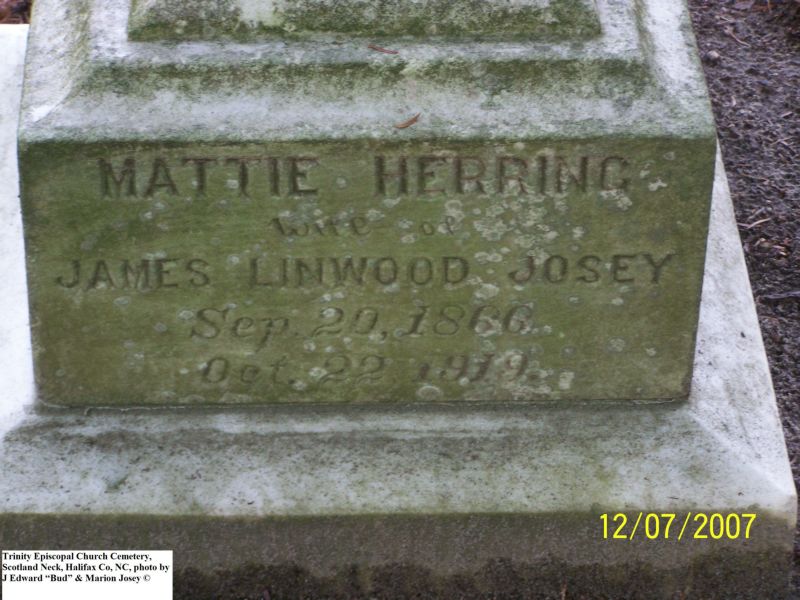 MATTIE HERRING
wife of
JAMES LINWOOD JOSEY
Sep. 20, 1866
Oct. 22 1919
12/07/2007
Trinity Episcopal Church Cemetery,
Scotland Neck, Halifax Co, NC, photo by
J Edward “Bud” & Marion Josey ©